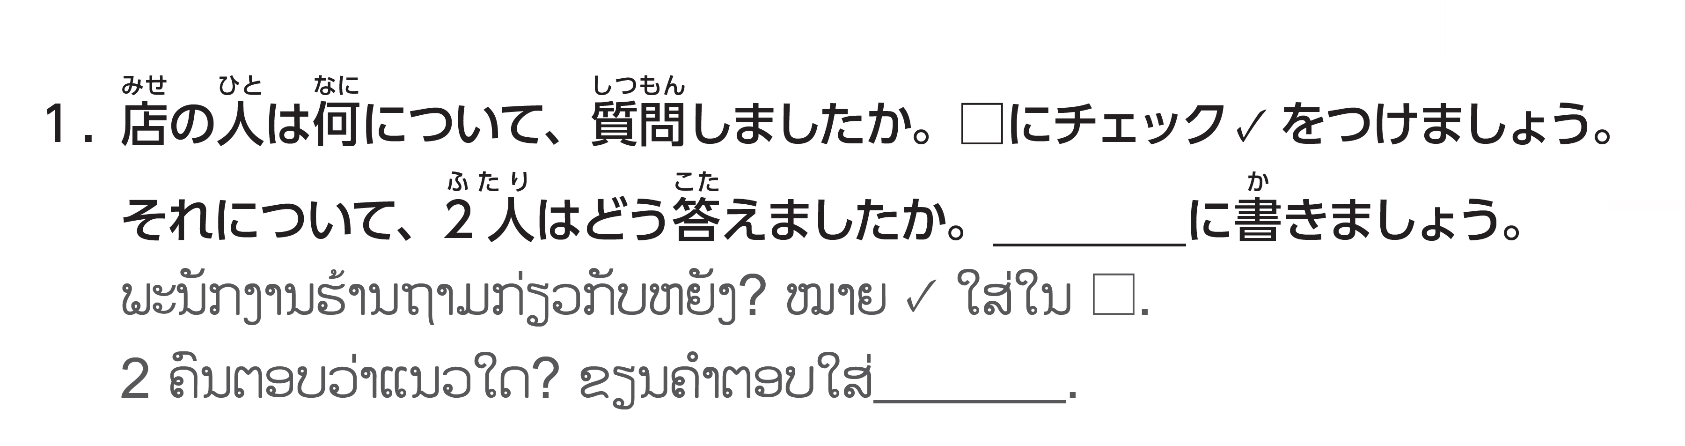 みせ ひと なに しつもん
1. 店の人は何について、質問しましたか。□にチェック✓をつけましょう。
ふたり こた か
それについて、2人はどう答えましたか。________に書きましょう。
ພະນັກງານຮ້ານຖາມກ່ຽວກັບຫຍັງ? ໝາຍ ✓ ໃສ່ໃນ □.
2 ຄົນຕອບວ່າແນວໃດ? ຂຽນຄຳຕອບໃສ່________.